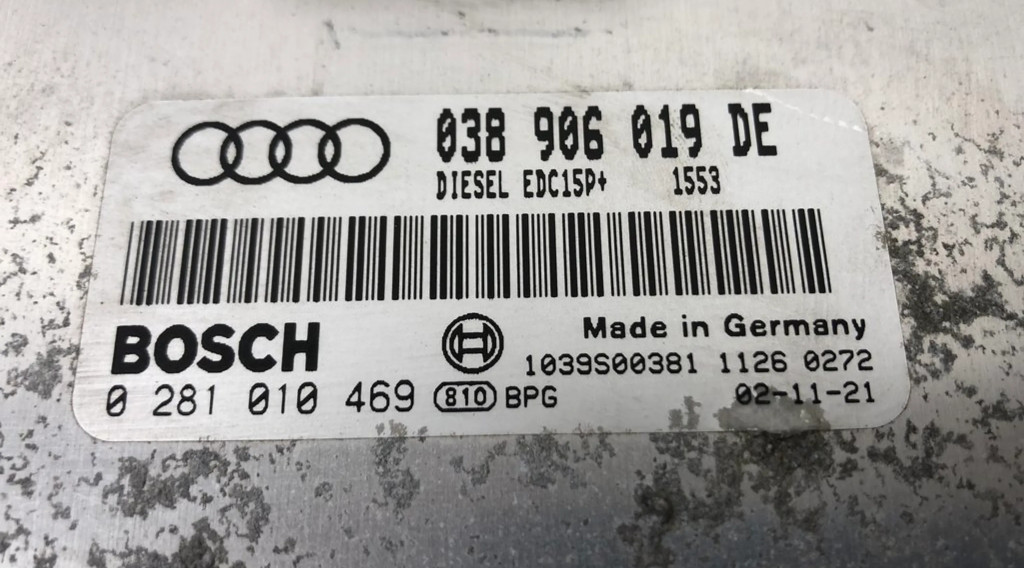 038 906 019 DE
DIESEL EDC15P+ 1553
BOSCH
Made in Germany
1039S00381 1126 0272
0 281 010 469 810 BPG
02-11-21